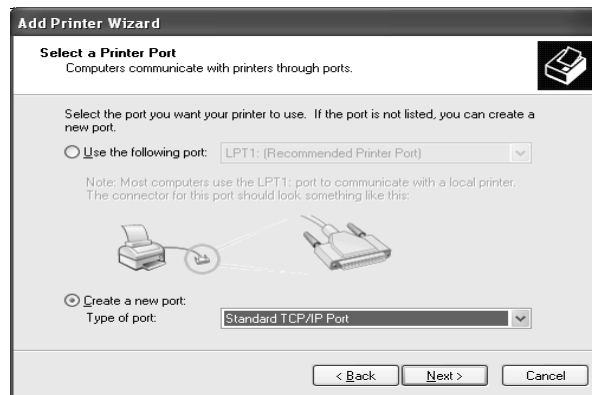 Add Printer Wizard
Select a Printer Port
Computers communicate with printers through ports.
Select the port you want your printer to use. If the port is not listed, you can create a
new port.
Use the following port: LPT1: (Recommended Printer Port)
Note: Most computers use the LPT1: port to communicate with a local printer.
The connector for this port should look something like this:
Create a new port:
Type of port: Standard TCP/IP Port
< Back Next > Cancel